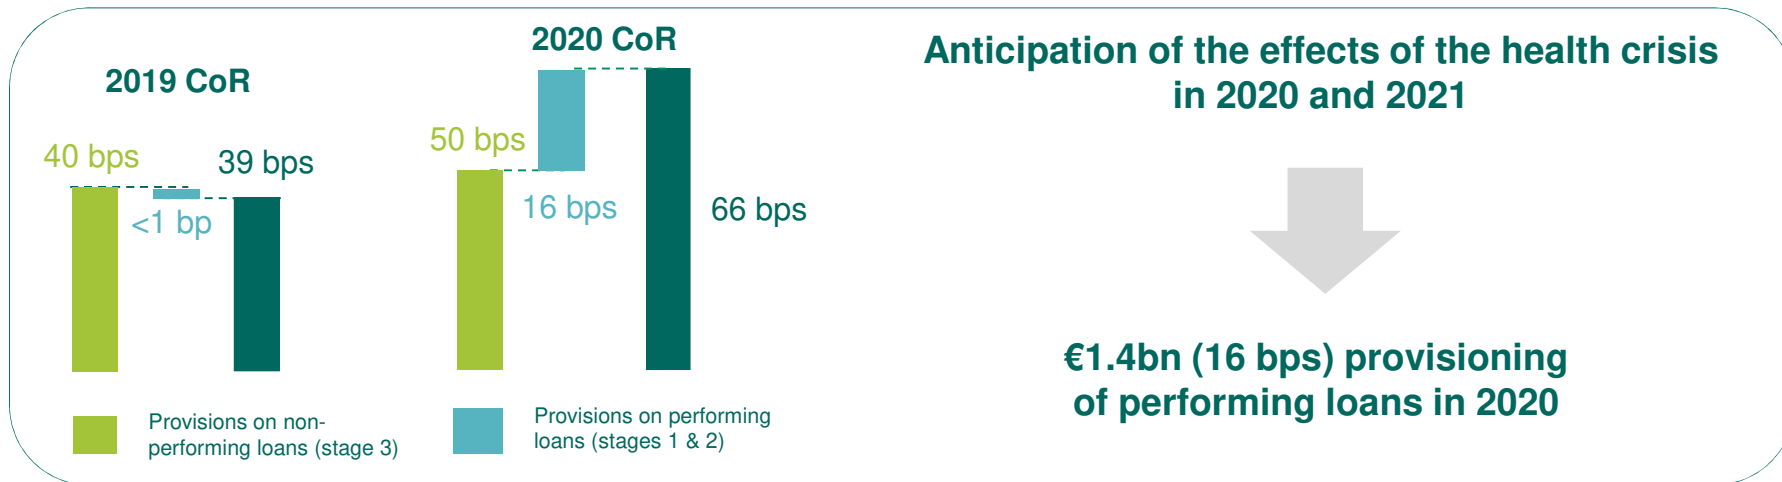 2019 CoR
40 bps
<1 bp
39 bps
2020 CoR
50 bps
16 bps
66 bps
Provisions on non-
performing loans (stage 3)
Provisions on performing
loans (stages 1 & 2)
Anticipation of the effects of the health crisis
in 2020 and 2021
€1.4bn (16 bps) provisioning
of performing loans in 2020